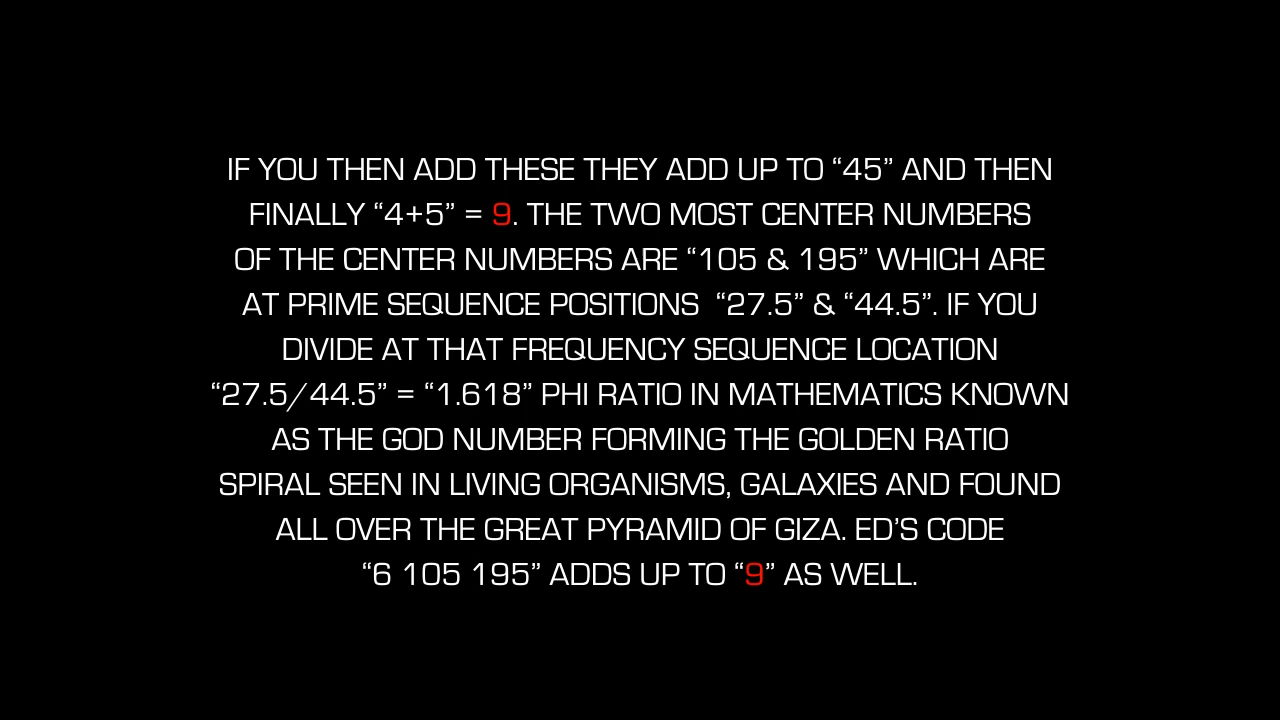 IF YOU THEN ADD THESE THEY ADD UP TO “45” AND THEN
FINALLY “4+5” = 9. THE TWO MOST CENTER NUMBERS
OF THE CENTER NUMBERS ARE “105 & 195” WHICH ARE
AT PRIME SEQUENCE POSITIONS “27.5” & “44.5”. IF YOU
DIVIDE AT THAT FREQUENCY SEQUENCE LOCATION
“27.5/44.5” = “1.618” PHI RATIO IN MATHEMATICS KNOWN
AS THE GOD NUMBER FORMING THE GOLDEN RATIO
SPIRAL SEEN IN LIVING ORGANISMS, GALAXIES AND FOUND
ALL OVER THE GREAT PYRAMID OF GIZA. ED’S CODE
“6 105 195” ADDS UP TO “9” AS WELL.